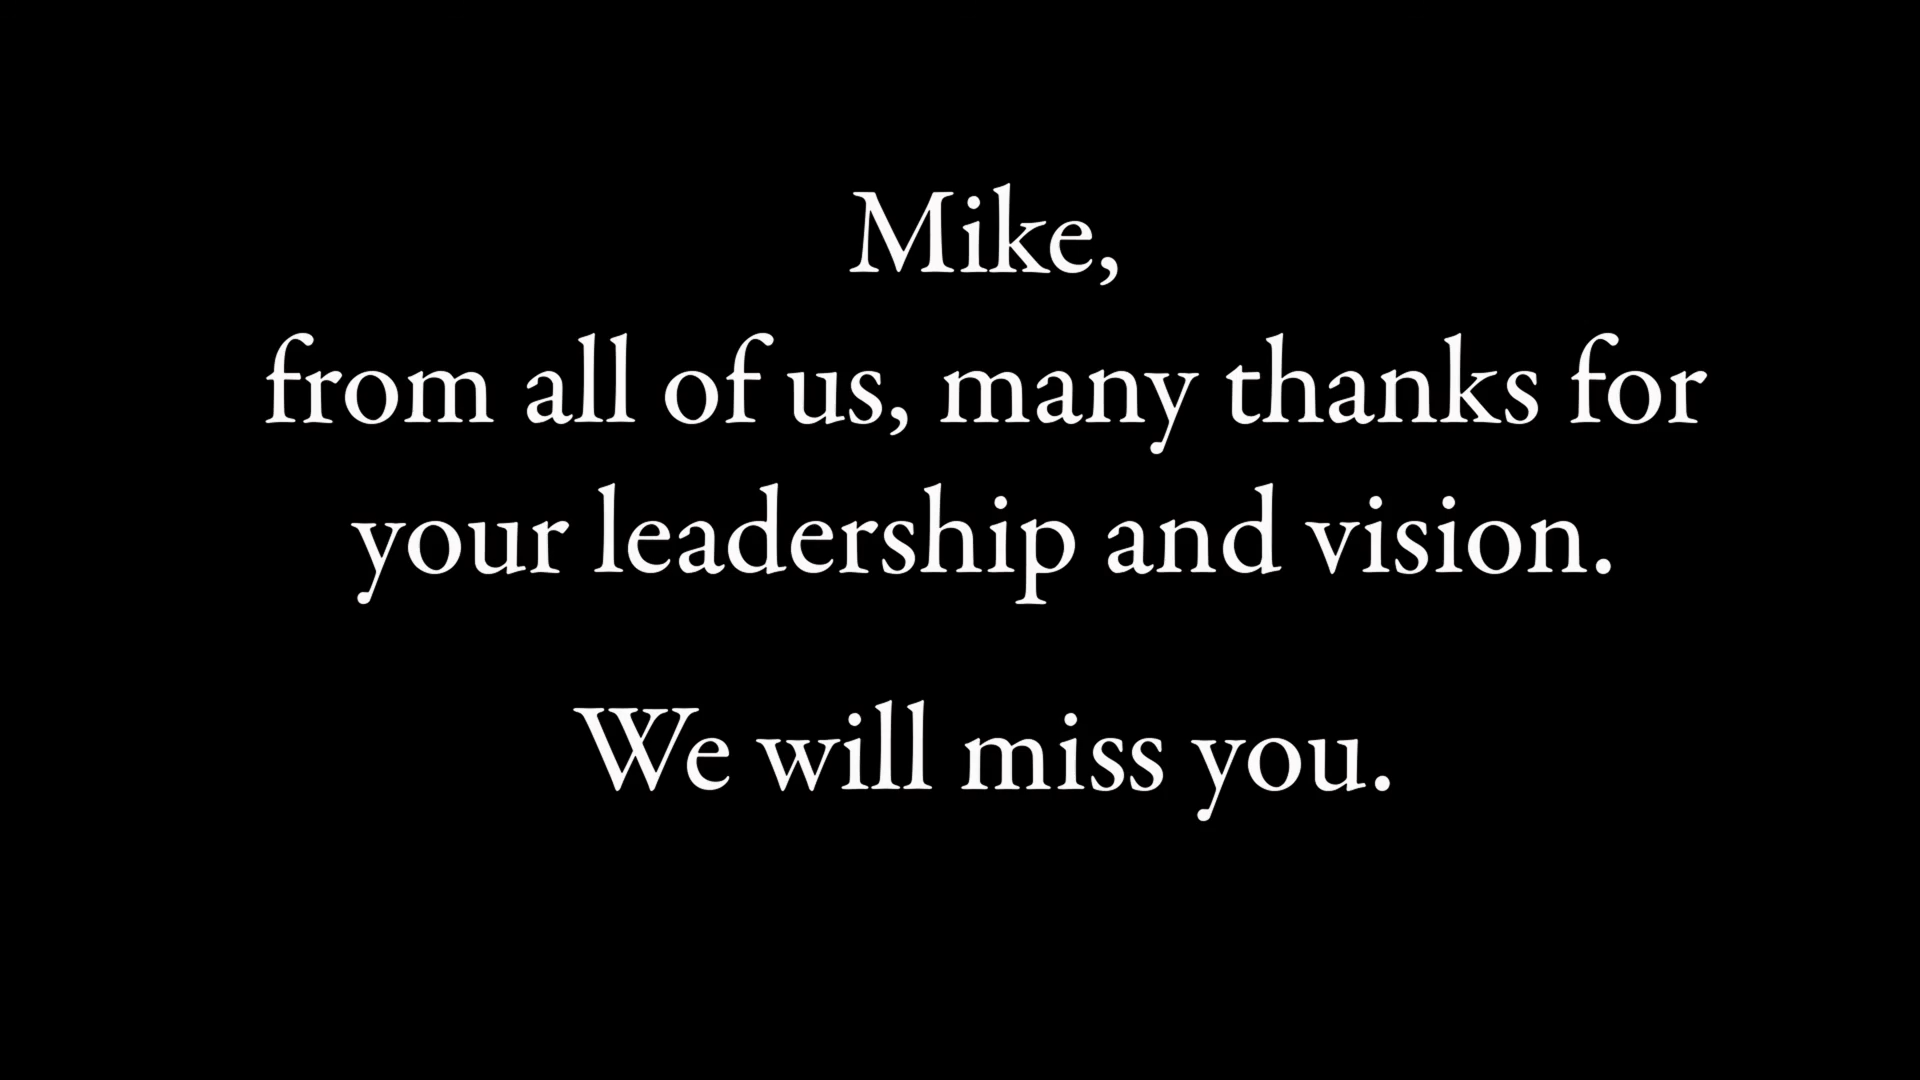 Mike,
from all of us, many thanks for
your leadership and vision.
We will miss you.